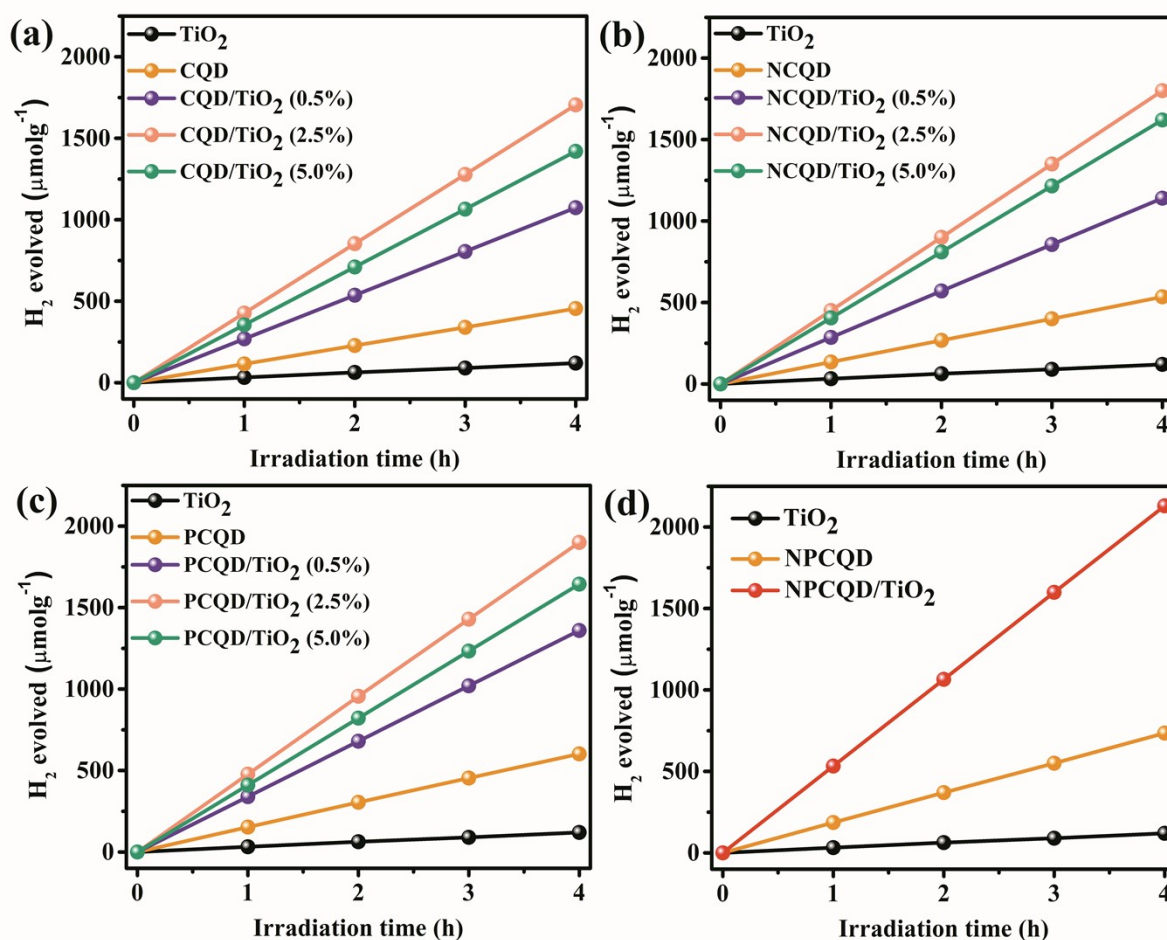 (a)
TiO₂
CQD
CQD/TiO₂ (0.5%)
CQD/TiO₂ (2.5%)
CQD/TiO₂ (5.0%)
H₂ evolved (μmolg⁻¹)
2000
1500
1000
500
0
0 1 2 3 4
Irradiation time (h)
(b)
TiO₂
NCQD
NCQD/TiO₂ (0.5%)
NCQD/TiO₂ (2.5%)
NCQD/TiO₂ (5.0%)
H₂ evolved (μmolg⁻¹)
2000
1500
1000
500
0
0 1 2 3 4
Irradiation time (h)
(c)
TiO₂
PCQD
PCQD/TiO₂ (0.5%)
PCQD/TiO₂ (2.5%)
PCQD/TiO₂ (5.0%)
H₂ evolved (μmolg⁻¹)
2000
1500
1000
500
0
0 1 2 3 4
Irradiation time (h)
(d)
TiO₂
NPCQD
NPCQD/TiO₂
H₂ evolved (μmolg⁻¹)
2000
1500
1000
500
0
0 1 2 3 4
Irradiation time (h)